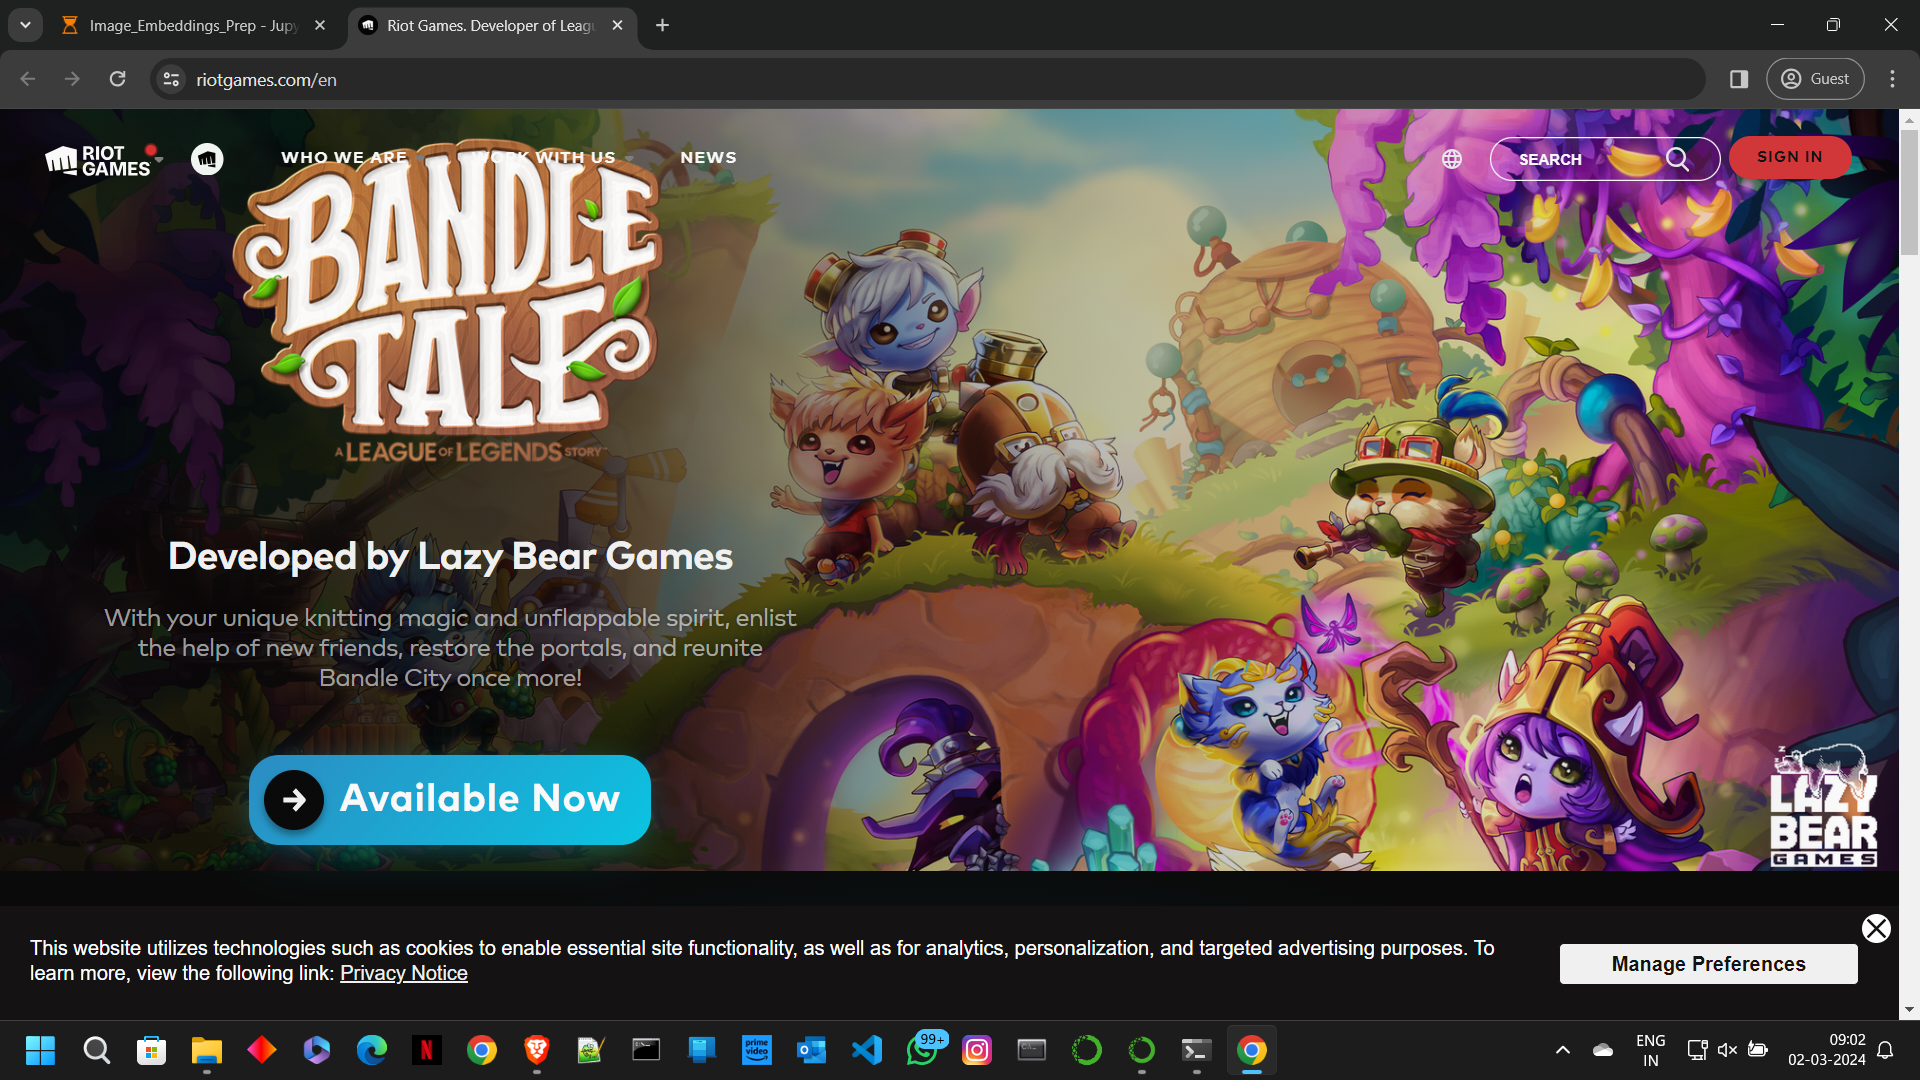 Image_Embeddings_Prep - Jupy
Riot Games. Developer of Leagu
riotgames.com/en
Guest
RIOT
GAMES
WHO WE ARE
WORK WITH US
NEWS
SEARCH
SIGN IN
BANDLE
TALE
A LEAGUE OF LEGENDS STORY
Developed by Lazy Bear Games
With your unique knitting magic and unflappable spirit, enlist
the help of new friends, restore the portals, and reunite
Bandle City once more!
Available Now
LAZY
BEAR
GAMES
This website utilizes technologies such as cookies to enable essential site functionality, as well as for analytics, personalization, and targeted advertising purposes. To
learn more, view the following link: Privacy Notice
Manage Preferences
prime
video
99+
ENG
IN
09:02
02-03-2024